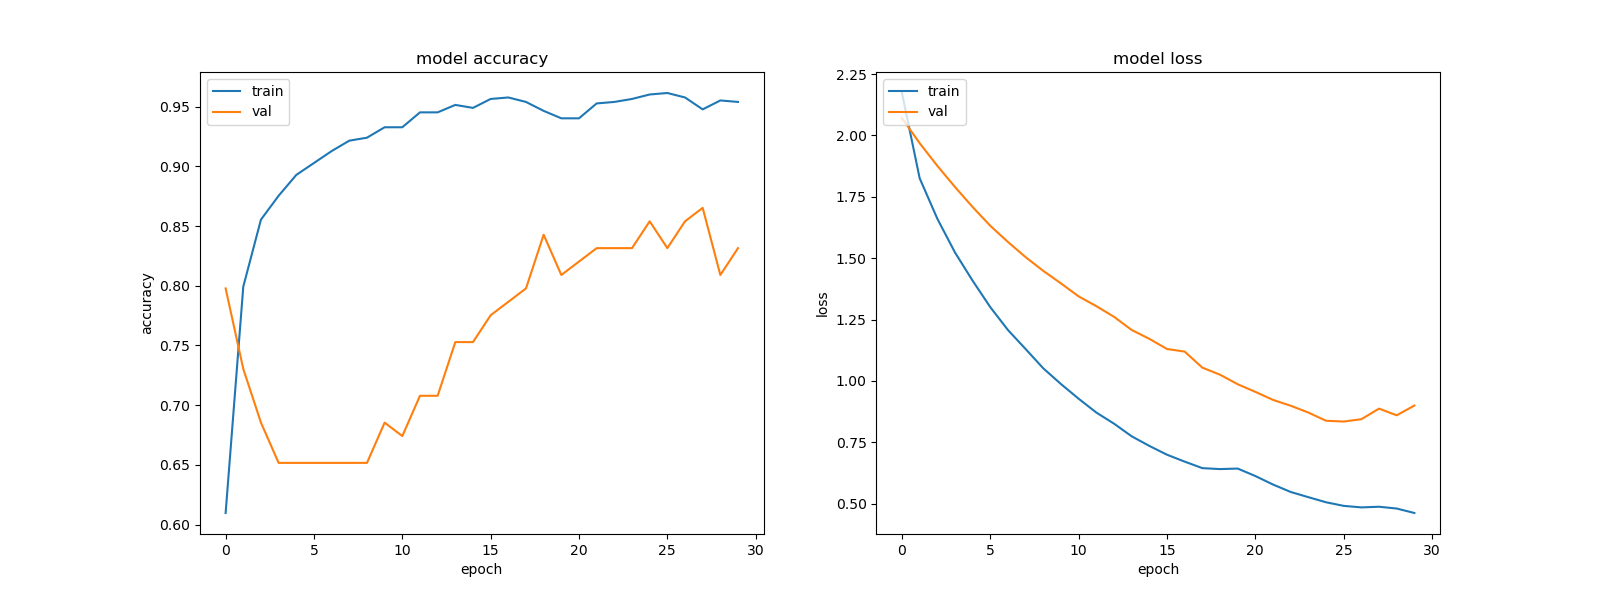 model accuracy
train
val
0.95
0.90
0.85
0.80
0.75
0.70
0.65
0.60
accuracy
0 5 10 15 20 25 30
epoch
model loss
train
val
2.25
2.00
1.75
1.50
1.25
1.00
0.75
0.50
loss
0 5 10 15 20 25 30
epoch